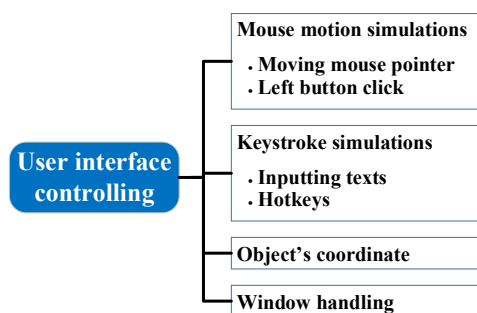 User interface
controlling
Mouse motion simulations
• Moving mouse pointer
• Left button click
Keystroke simulations
• Inputting texts
• Hotkeys
Object's coordinate
Window handling